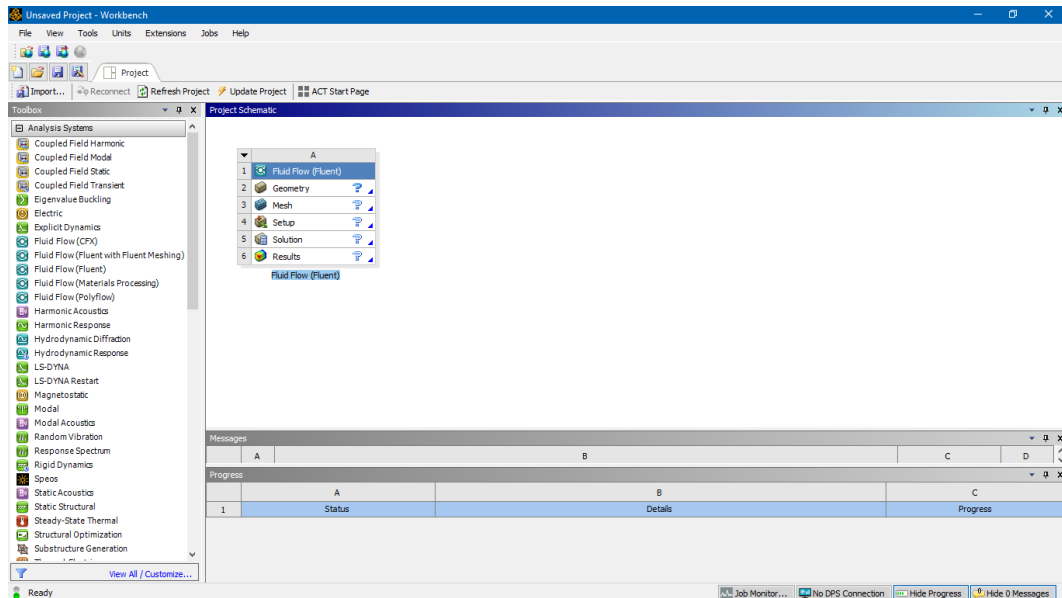 Unsaved Project - Workbench
File View Tools Units Extensions Jobs Help
Project
Import... Reconnect Refresh Project Update Project ACT Start Page
Toolbox
Project Schematic
Analysis Systems
Coupled Field Harmonic
Coupled Field Modal
Coupled Field Static
Coupled Field Transient
Eigenvalue Buckling
Electric
Explicit Dynamics
Fluid Flow (CFX)
Fluid Flow (Fluent with Fluent Meshing)
Fluid Flow (Fluent)
Fluid Flow (Materials Processing)
Fluid Flow (Polyflow)
Harmonic Acoustics
Harmonic Response
Hydrodynamic Diffraction
Hydrodynamic Response
LS-DYNA
LS-DYNA Restart
Magnetostatic
Modal
Modal Acoustics
Random Vibration
Response Spectrum
Rigid Dynamics
Speos
Static Acoustics
Static Structural
Steady-State Thermal
Structural Optimization
Substructure Generation
View All / Customize...
A
1 Fluid Flow (Fluent)
2 Geometry ?
3 Mesh ?
4 Setup ?
5 Solution ?
6 Results ?
Fluid Flow (Fluent)
Messages
A B C D
Progress
A B C
1 Status Details Progress
Ready
Job Monitor... No DPS Connection Hide Progress Hide 0 Messages